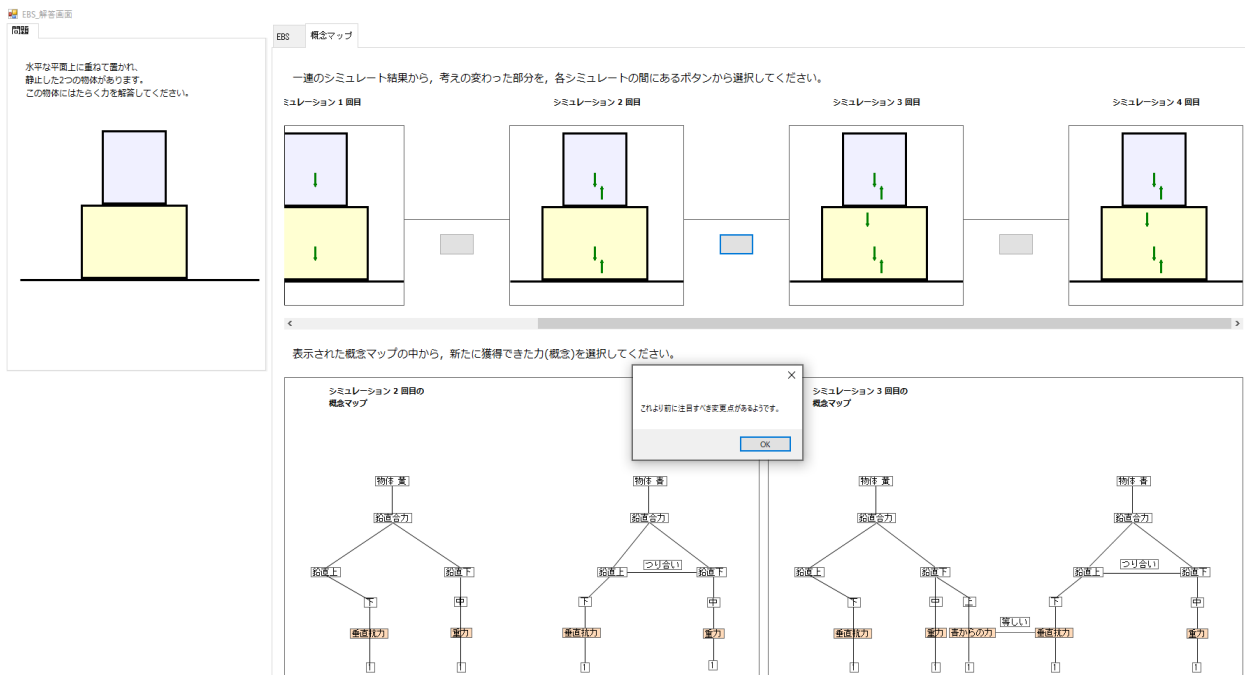 EBS_解答画面
問題
水平な平面上に重ねて置かれ、
静止した2つの物体があります。
この物体にはたらく力を解答してください。
EBS
概念マップ
一連のシミュレート結果から，考えの変わった部分を，各シミュレートの間にあるボタンから選択してください。
ミュレーション 1 回目
シミュレーション 2 回目
シミュレーション 3 回目
シミュレーション 4 回目
表示された概念マップの中から，新たに獲得できた力(概念)を選択してください。
シミュレーション 2 回目の
概念マップ
これより前に注目すべき変更点があるようです。
OK
シミュレーション 3 回目の
概念マップ
物体 黄
物体 青
物体 黄
物体 青
鉛直合力
鉛直合力
鉛直合力
鉛直合力
鉛直上
鉛直下
鉛直上
つり合い
鉛直下
鉛直上
鉛直下
鉛直上
つり合い
鉛直下
下
中
下
中
下
中
上
下
中
等しい
垂直抗力
重力
垂直抗力
重力
垂直抗力
重力
青からの力
垂直抗力
重力
1
1
1
1
1
1
1
1
1